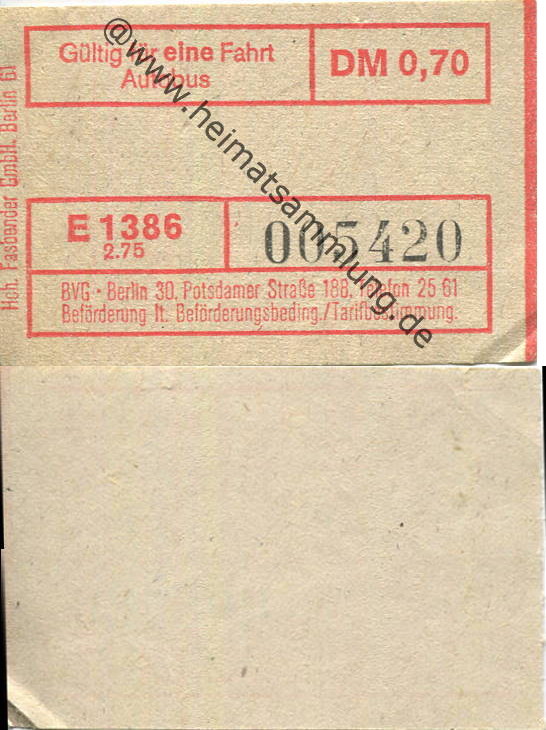 Gültig für eine Fahrt
Autobus
DM 0,70
E 1386
2.75
005420
BVG · Berlin 30, Potsdamer Straße 188, Telefon 25 61
Beförderung lt. Beförderungsbeding./Tarifbestimmung.
Hch. Fasbender GmbH. Berlin 61
@www.heimatsammlung.de